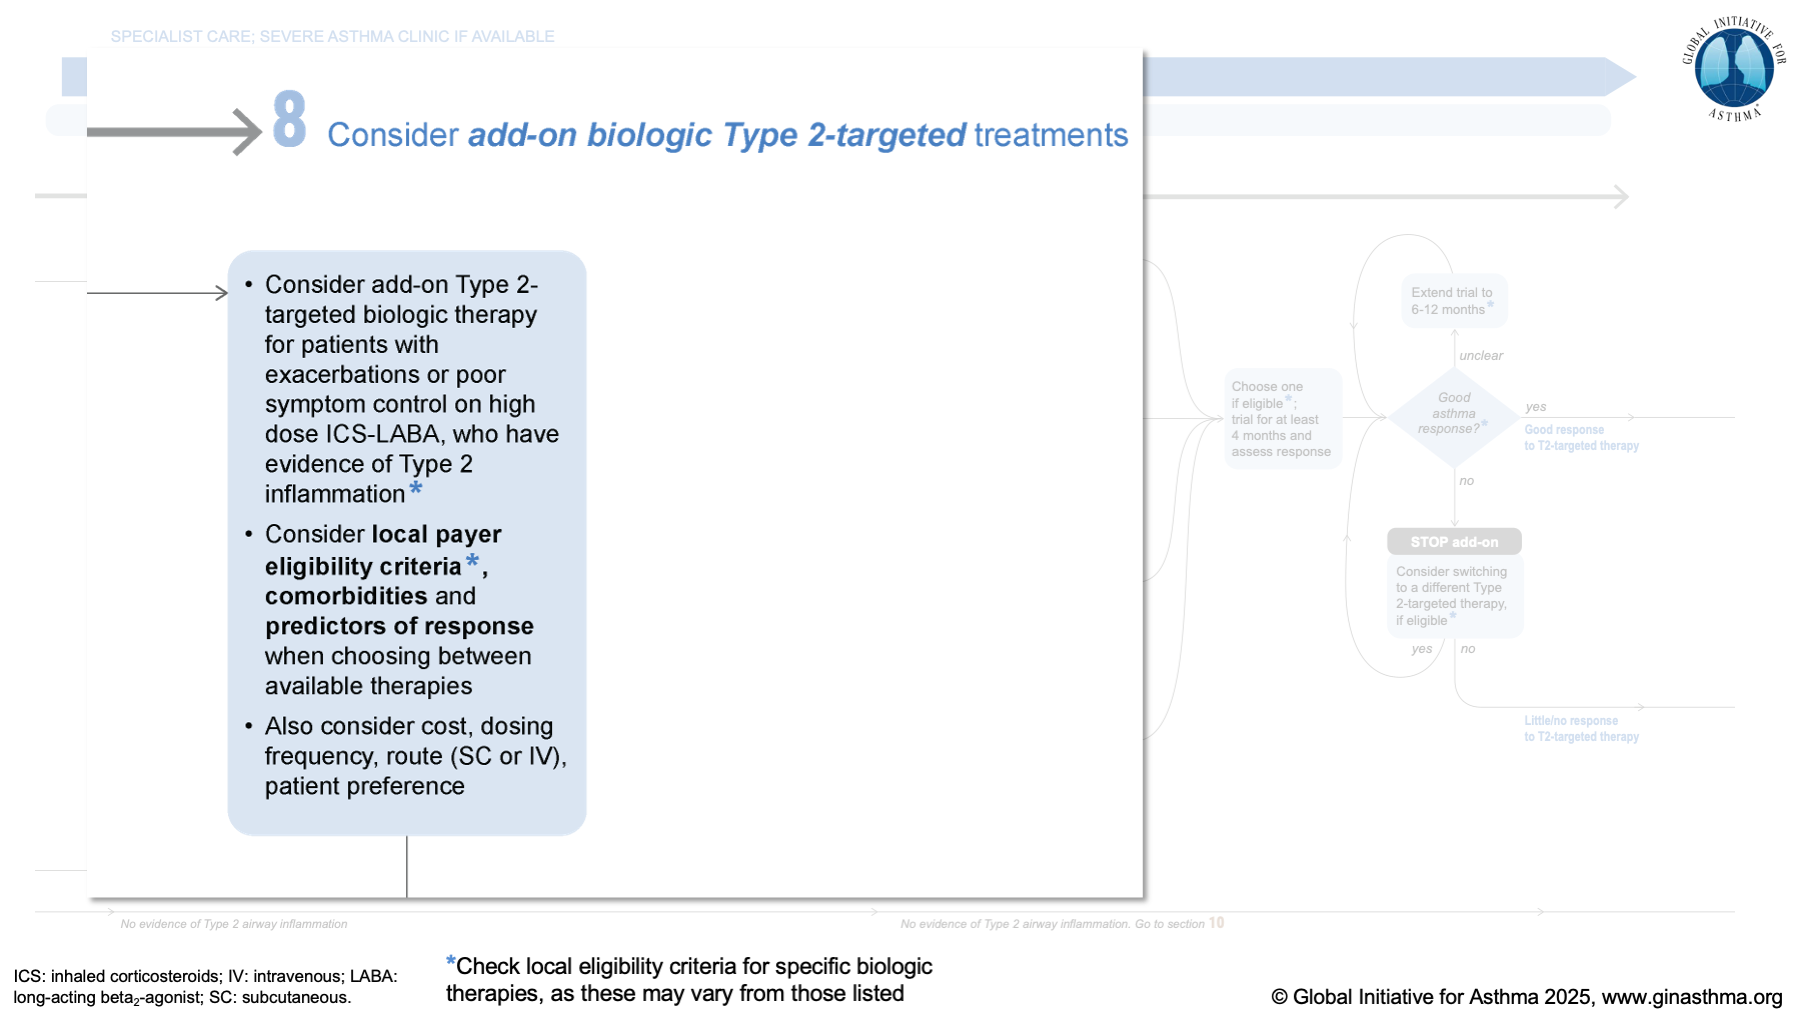 SPECIALIST CARE; SEVERE ASTHMA CLINIC IF AVAILABLE
GLOBAL INITIATIVE FOR
ASTHMA
8 Consider add-on biologic Type 2-targeted treatments
• Consider add-on Type 2-
targeted biologic therapy
for patients with
exacerbations or poor
symptom control on high
dose ICS-LABA, who have
evidence of Type 2
inflammation*
• Consider local payer
eligibility criteria*,
comorbidities and
predictors of response
when choosing between
available therapies
• Also consider cost, dosing
frequency, route (SC or IV),
patient preference
Choose one
if eligible*;
trial for at least
4 months and
assess response
Extend trial to
6-12 months*
unclear
Good
asthma
response?*
yes
Good response
to T2-targeted therapy
no
STOP add-on
Consider switching
to a different Type
2-targeted therapy,
if eligible*
yes no
Little/no response
to T2-targeted therapy
No evidence of Type 2 airway inflammation
No evidence of Type 2 airway inflammation. Go to section 10
ICS: inhaled corticosteroids; IV: intravenous; LABA:
long-acting beta2-agonist; SC: subcutaneous.
*Check local eligibility criteria for specific biologic
therapies, as these may vary from those listed
© Global Initiative for Asthma 2025, www.ginasthma.org